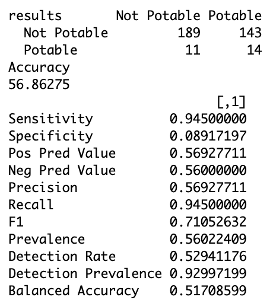 results Not Potable Potable
Not Potable 189 143
Potable 11 14
Accuracy
56.86275
[,1]
Sensitivity 0.94500000
Specificity 0.08917197
Pos Pred Value 0.56927711
Neg Pred Value 0.56000000
Precision 0.56927711
Recall 0.94500000
F1 0.71052632
Prevalence 0.56022409
Detection Rate 0.52941176
Detection Prevalence 0.92997199
Balanced Accuracy 0.51708599